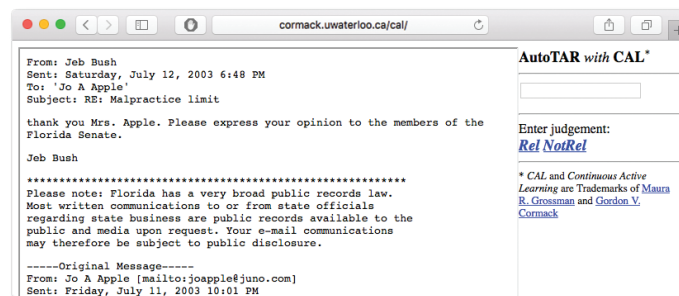 cormack.uwaterloo.ca/cal/
From: Jeb Bush
Sent: Saturday, July 12, 2003 6:48 PM
To: 'Jo A Apple'
Subject: RE: Malpractice limit
thank you Mrs. Apple. Please express your opinion to the members of the
Florida Senate.
Jeb Bush
***********************************************************
Please note: Florida has a very broad public records law.
Most written communications to or from state officials
regarding state business are public records available to the
public and media upon request. Your e-mail communications
may therefore be subject to public disclosure.
-----Original Message-----
From: Jo A Apple [mailto:joapple@juno.com]
Sent: Friday, July 11, 2003 10:01 PM
AutoTAR with CAL*
Enter judgement:
Rel NotRel
* CAL and Continuous Active
Learning are Trademarks of Maura
R. Grossman and Gordon V.
Cormack